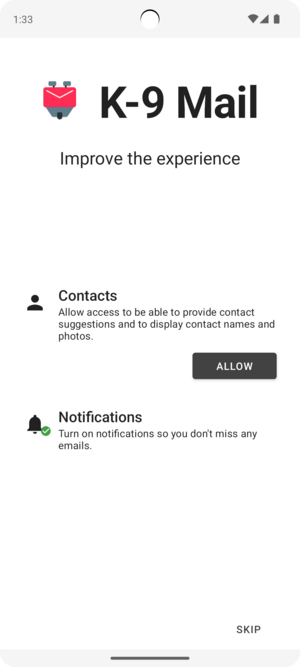 1:33
K-9 Mail
Improve the experience
Contacts
Allow access to be able to provide contact
suggestions and to display contact names and
photos.
ALLOW
Notifications
Turn on notifications so you don't miss any
emails.
SKIP